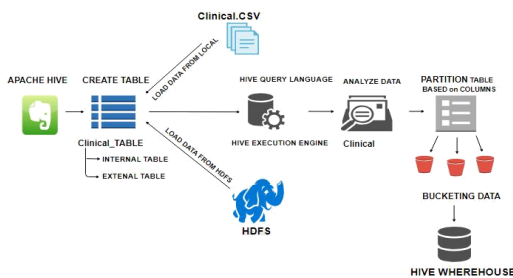 Clinical.CSV
LOAD DATA FROM LOCAL
APACHE HIVE
CREATE TABLE
HIVE QUERY LANGUAGE
ANALYZE DATA
PARTITION TABLE
BASED on COLUMNS
Clinical_TABLE
INTERNAL TABLE
EXTENAL TABLE
LOAD DATA FROM HDFS
HIVE EXECUTION ENGINE
Clinical
HDFS
BUCKETING DATA
HIVE WHEREHOUSE